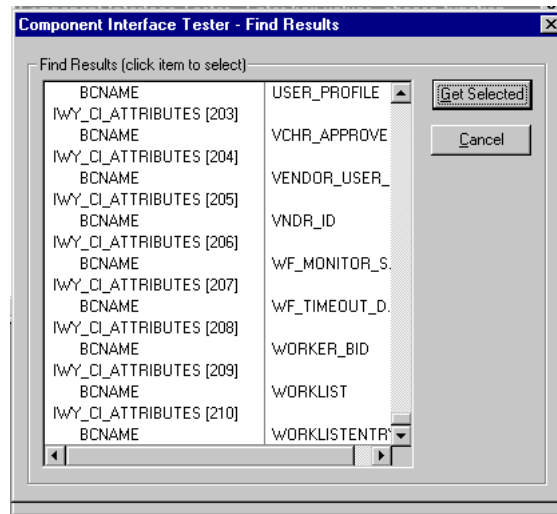 Component Interface Tester - Find Results
Find Results (click item to select)
BCNAME USER_PROFILE
IWY_CI_ATTRIBUTES [203]
BCNAME VCHR_APPROVE
IWY_CI_ATTRIBUTES [204]
BCNAME VENDOR_USER_
IWY_CI_ATTRIBUTES [205]
BCNAME VNDR_ID
IWY_CI_ATTRIBUTES [206]
BCNAME WF_MONITOR_S.
IWY_CI_ATTRIBUTES [207]
BCNAME WF_TIMEOUT_D.
IWY_CI_ATTRIBUTES [208]
BCNAME WORKER_BID
IWY_CI_ATTRIBUTES [209]
BCNAME WORKLIST
IWY_CI_ATTRIBUTES [210]
BCNAME WORKLISTENTRY
Get Selected
Cancel